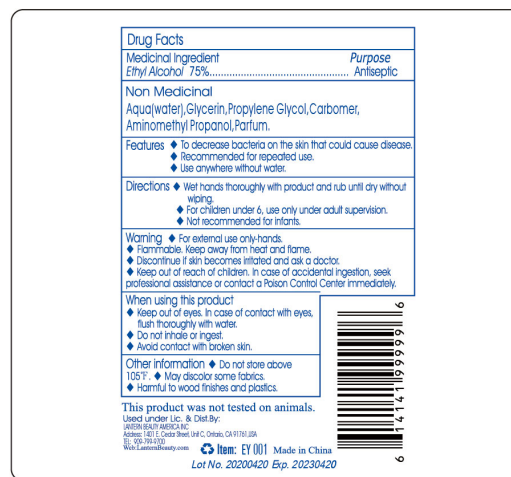 Drug Facts
Medicinal Ingredient Purpose
Ethyl Alcohol 75%................................................. Antiseptic
Non Medicinal
Aqua(water),Glycerin,Propylene Glycol,Carbomer,
Aminomethyl Propanol,Parfum.
Features ♦ To decrease bacteria on the skin that could cause disease.
♦ Recommended for repeated use.
♦ Use anywhere without water.
Directions ♦ Wet hands thoroughly with product and rub until dry without
wiping.
♦ For children under 6, use only under adult supervision.
♦ Not recommended for infants.
Warning ♦ For external use only-hands.
♦ Flammable. Keep away from heat and flame.
♦ Discontinue if skin becomes irritated and ask a doctor.
♦ Keep out of reach of children. In case of accidental ingestion, seek
professional assistance or contact a Poison Control Center immediately.
When using this product
♦ Keep out of eyes. In case of contact with eyes,
flush thoroughly with water.
♦ Do not inhale or ingest.
♦ Avoid contact with broken skin.
Other information ♦ Do not store above
105°F. ♦ May discolor some fabrics.
♦ Harmful to wood finishes and plastics.
This product was not tested on animals.
Used under Lic. & Dist.By:
LANTERN BEAUTY AMERICA INC
Address: 1401 E. Cedar Street, Unit C, Ontario, CA 91761,USA
TEL: 909-799-9700
Web:LanternBeauty.com
Item: EY 001 Made in China
Lot No. 20200420 Exp. 20230420
6 14141 99999 6